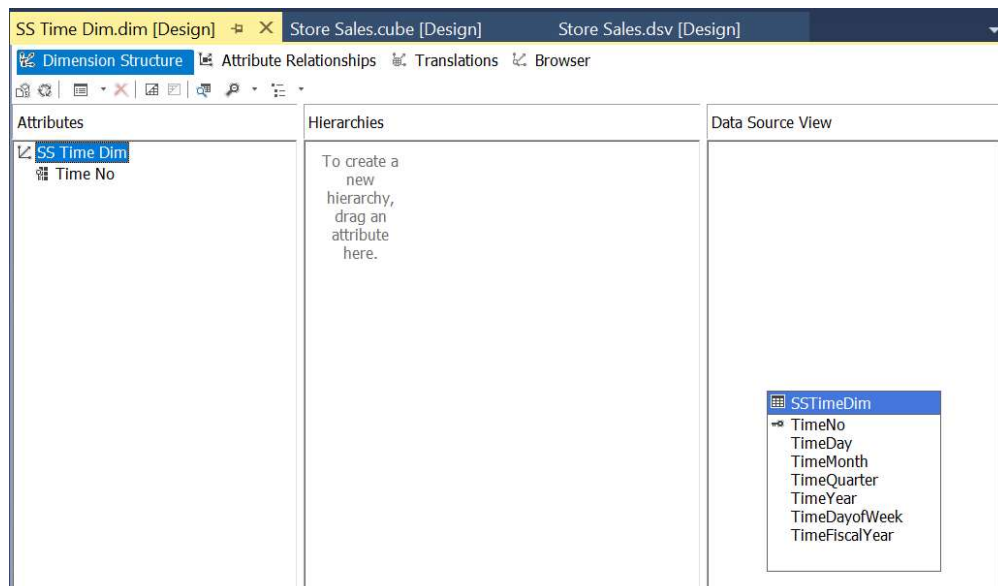 SS Time Dim.dim [Design]
Store Sales.cube [Design]
Store Sales.dsv [Design]
Dimension Structure
Attribute Relationships
Translations
Browser
Attributes
Hierarchies
Data Source View
SS Time Dim
Time No
To create a
new
hierarchy,
drag an
attribute
here.
SSTimeDim
TimeNo
TimeDay
TimeMonth
TimeQuarter
TimeYear
TimeDayofWeek
TimeFiscalYear